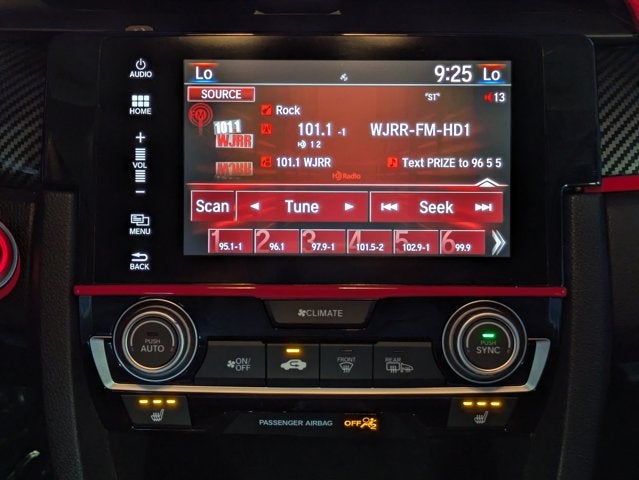 AUDIO
HOME
+
VOL
−
MENU
BACK
Lo 9:25 Lo
SOURCE "ST" 13
Rock
101.1 WJRR
101.1 -1 WJRR-FM-HD1
HD 1 2
101.1 WJRR Text PRIZE to 96 5 5
HD Radio
Scan Tune Seek
1 95.1-1 2 96.1 3 97.9-1 4 101.5-2 5 102.9-1 6 99.9
CLIMATE
PUSH AUTO
ON/OFF
FRONT
REAR
PUSH SYNC
PASSENGER AIRBAG OFF